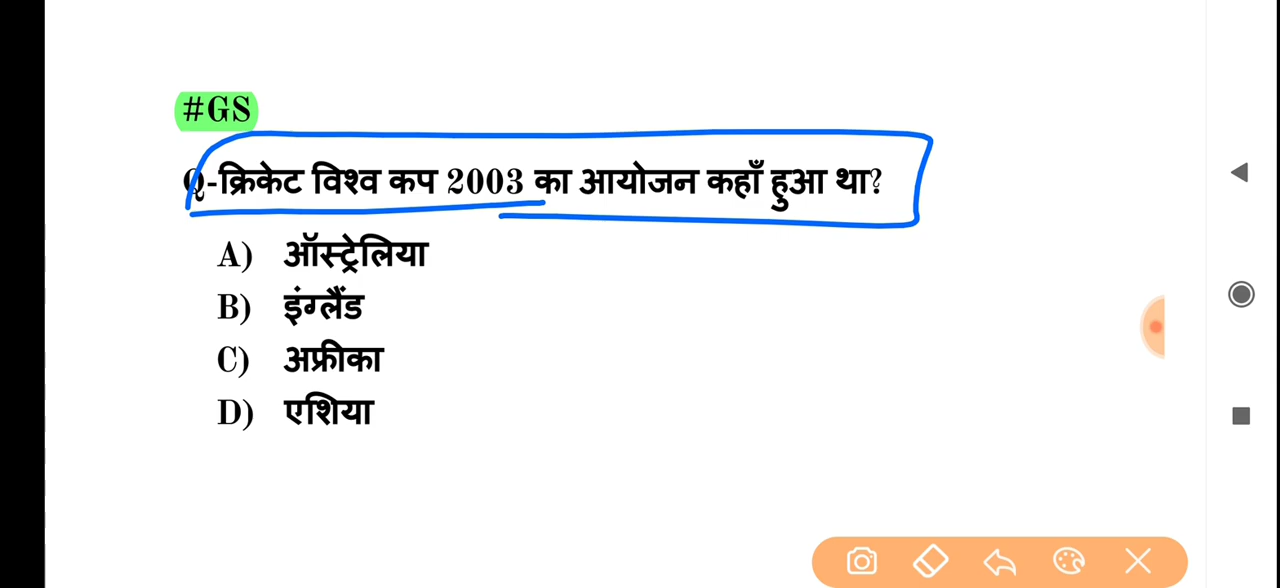 #GS
Q-क्रिकेट विश्व कप 2003 का आयोजन कहाँ हुआ था?
A) ऑस्ट्रेलिया
B) इंग्लैंड
C) अफ्रीका
D) एशिया